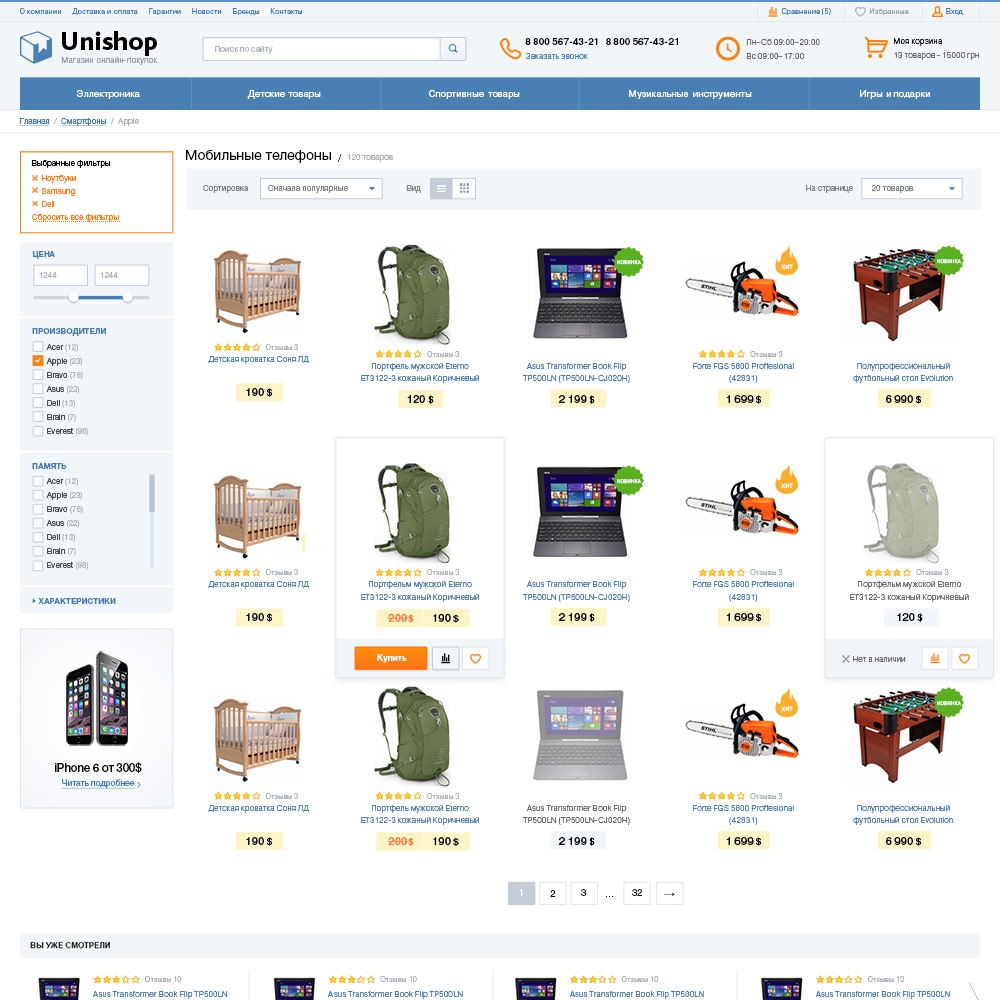 О компании Доставка и оплата Гарантии Новости Бренды Контакты Сравнение (5) Избранные Вход
Unishop
Магазин онлайн-покупок
Поиск по сайту
8 800 567-43-21 8 800 567-43-21
Заказать звонок
Пн–Сб 09:00–20:00
Вс 09:00–17:00
Моя корзина
13 товаров - 15000 грн
Эллектроника Детские товары Спортивные товары Музикальные инструменты Игры и подарки
Главная / Смартфоны / Apple
Выбранные фильтры
Ноутбуки
Samsung
Dell
Сбросить все фильтры
ЦЕНА
1244 1244
ПРОИЗВОДИТЕЛИ
Acer (12)
Apple (23)
Bravo (76)
Asus (22)
Dell (13)
Brain (7)
Everest (98)
ПАМЯТЬ
Acer (12)
Apple (23)
Bravo (76)
Asus (22)
Dell (13)
Brain (7)
Everest (98)
ХАРАКТЕРИСТИКИ
iPhone 6 от 300$
Читать подробнее
Мобильные телефоны / 120 товаров
Сортировка Сначала популярные Вид На странице 20 товаров
НОВИНКА STIHL ХИТ НОВИНКА
Отзывы 3
Детская кроватка Соня ЛД
190 $
Отзывы 3
Портфельм мужской Eterno
ET3122-3 кожаный Коричневый
120 $
Asus Transformer Book Flip
TP500LN (TP500LN-CJ020H)
2 199 $
Отзывы 3
Forte FGS 5800 Proffesional
(42831)
1 699 $
Полупрофессиональный
футбольный стол Evolution
6 990 $
НОВИНКА STIHL ХИТ
Отзывы 3
Детская кроватка Соня ЛД
190 $
Отзывы 3
Портфельм мужской Eterno
ET3122-3 кожаный Коричневый
200 $ 190 $
Купить
Asus Transformer Book Flip
TP500LN (TP500LN-CJ020H)
2 199 $
Отзывы 3
Forte FGS 5800 Proffesional
(42831)
1 699 $
Отзывы 3
Портфельм мужской Eterno
ET3122-3 кожаный Коричневый
120 $
Нет в наличии
STIHL ХИТ НОВИНКА
Отзывы 3
Детская кроватка Соня ЛД
190 $
Отзывы 3
Портфель мужской Eterno
ET3122-3 кожаный Коричневый
200 $ 190 $
Asus Transformer Book Flip
TP500LN (TP500LN-CJ020H)
2 199 $
Отзывы 3
Forte FGS 5800 Proffesional
(42831)
1 699 $
Полупрофессиональный
футбольный стол Evolution
6 990 $
1 2 3 ... 32 →
ВЫ УЖЕ СМОТРЕЛИ
Отзывы 10 Отзывы 10 Отзывы 10 Отзывы 10
Asus Transformer Book Flip TP500LN Asus Transformer Book Flip TP500LN Asus Transformer Book Flip TP500LN Asus Transformer Book Flip TP500LN